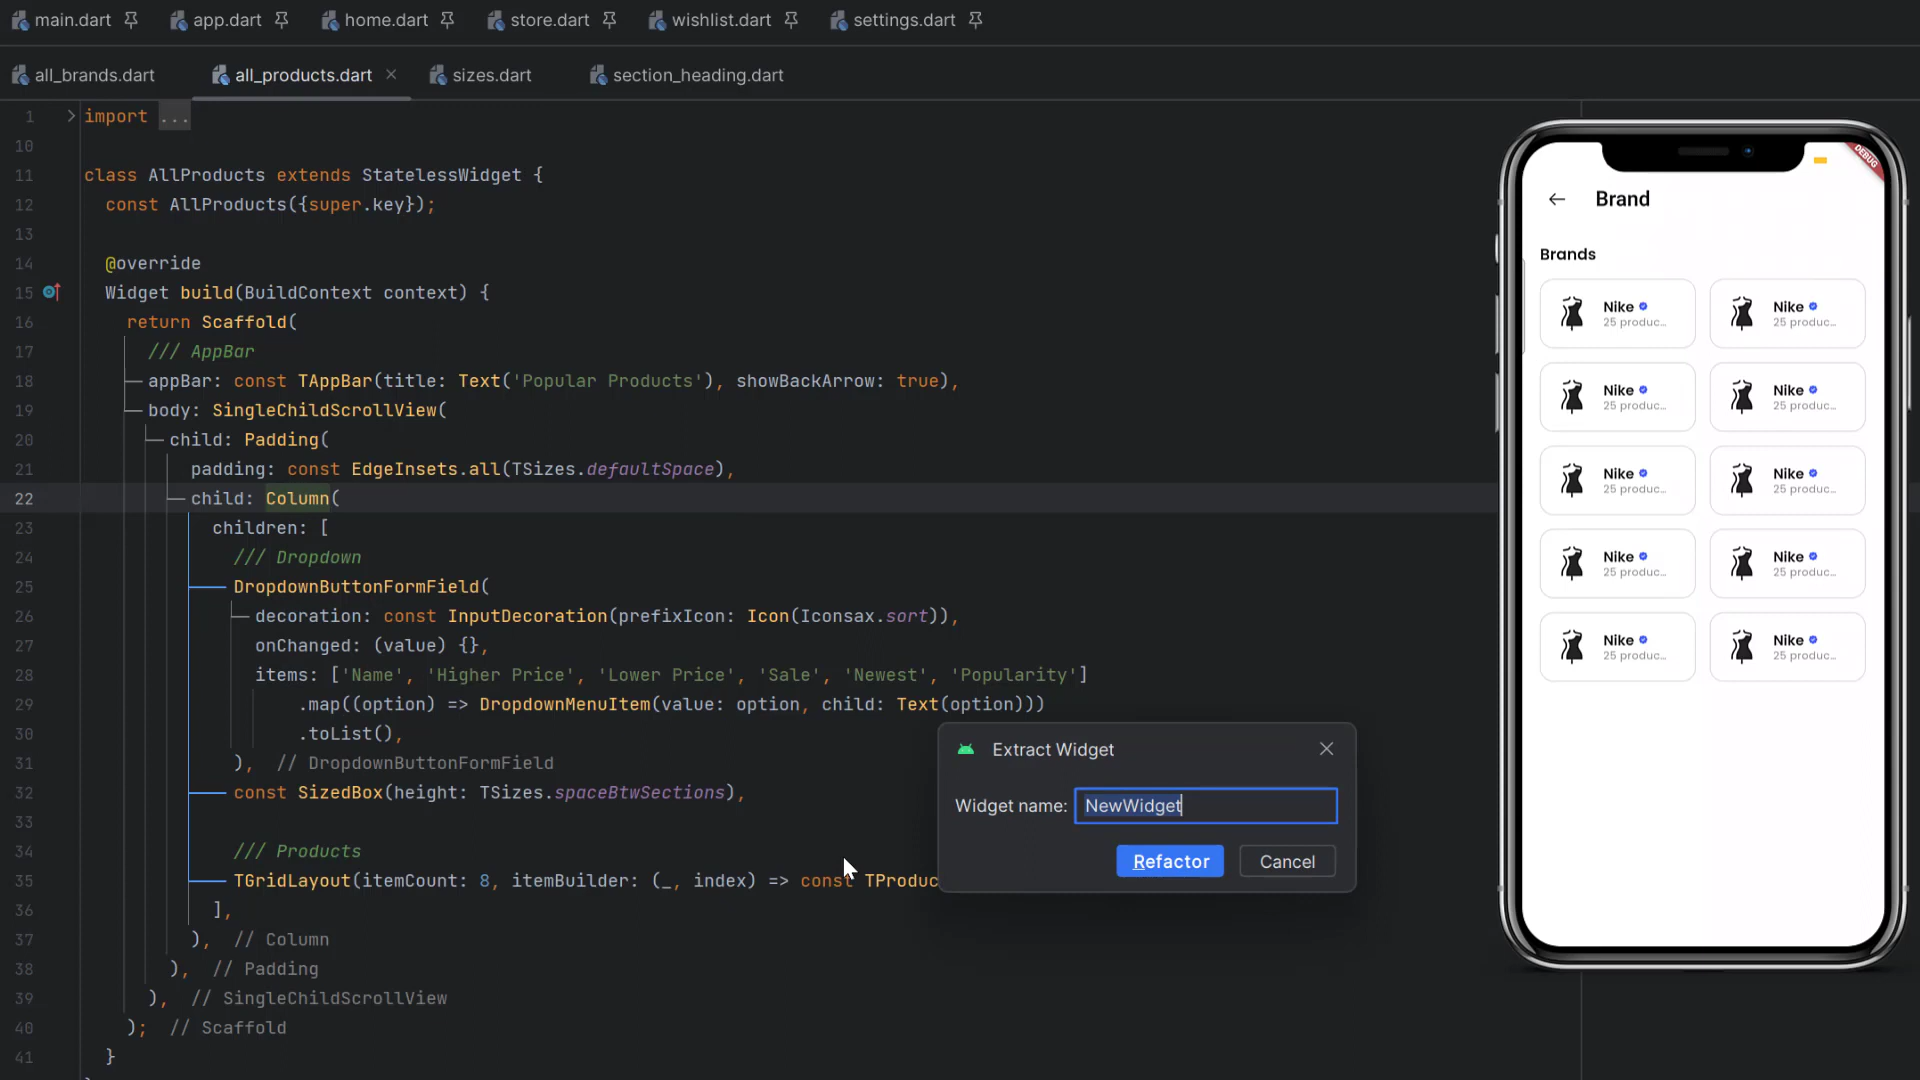 main.dart
app.dart
home.dart
store.dart
wishlist.dart
settings.dart
all_brands.dart
all_products.dart
sizes.dart
section_heading.dart
1 import ...
10
11 class AllProducts extends StatelessWidget {
12 const AllProducts({super.key});
13
14 @override
15 Widget build(BuildContext context) {
16 return Scaffold(
17 /// AppBar
18 appBar: const TAppBar(title: Text('Popular Products'), showBackArrow: true),
19 body: SingleChildScrollView(
20 child: Padding(
21 padding: const EdgeInsets.all(TSizes.defaultSpace),
22 child: Column(
23 children: [
24 /// Dropdown
25 DropdownButtonFormField(
26 decoration: const InputDecoration(prefixIcon: Icon(Iconsax.sort)),
27 onChanged: (value) {},
28 items: ['Name', 'Higher Price', 'Lower Price', 'Sale', 'Newest', 'Popularity']
29 .map((option) => DropdownMenuItem(value: option, child: Text(option)))
30 .toList(),
31 ), // DropdownButtonFormField
32 const SizedBox(height: TSizes.spaceBtwSections),
33
34 /// Products
35 TGridLayout(itemCount: 8, itemBuilder: (_, index) => const TProduc
36 ],
37 ), // Column
38 ), // Padding
39 ), // SingleChildScrollView
40 ); // Scaffold
41 }
Extract Widget
Widget name: NewWidget
Refactor
Cancel
DEBUG
Brand
Brands
Nike
25 produc...
Nike
25 produc...
Nike
25 produc...
Nike
25 produc...
Nike
25 produc...
Nike
25 produc...
Nike
25 produc...
Nike
25 produc...
Nike
25 produc...
Nike
25 produc...